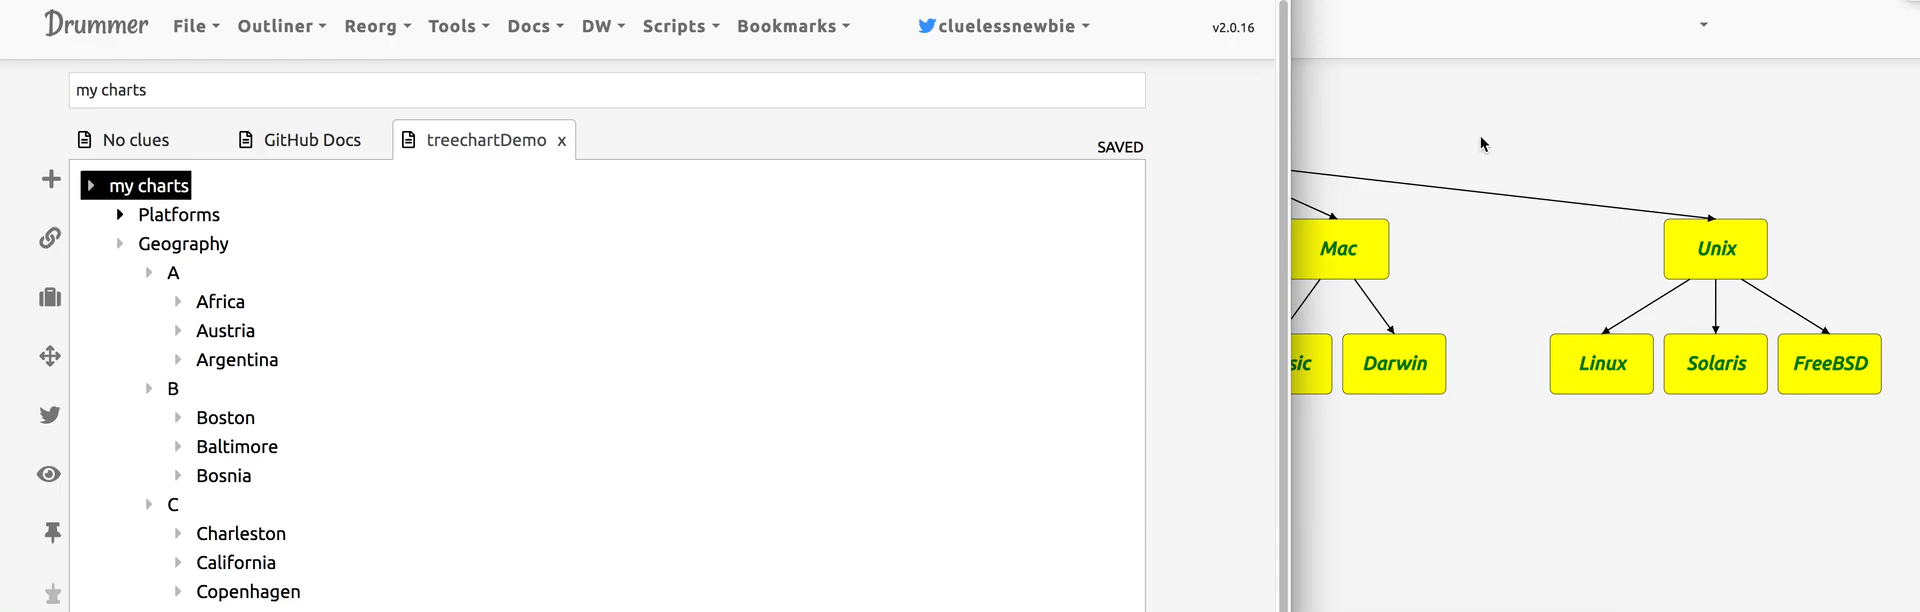 Drummer File Outliner Reorg Tools Docs DW Scripts Bookmarks cluelessnewbie v2.0.16
my charts
No clues GitHub Docs treechartDemo x SAVED
my charts
Platforms
Geography
A
Africa
Austria
Argentina
B
Boston
Baltimore
Bosnia
C
Charleston
California
Copenhagen
Mac Unix
sic Darwin Linux Solaris FreeBSD